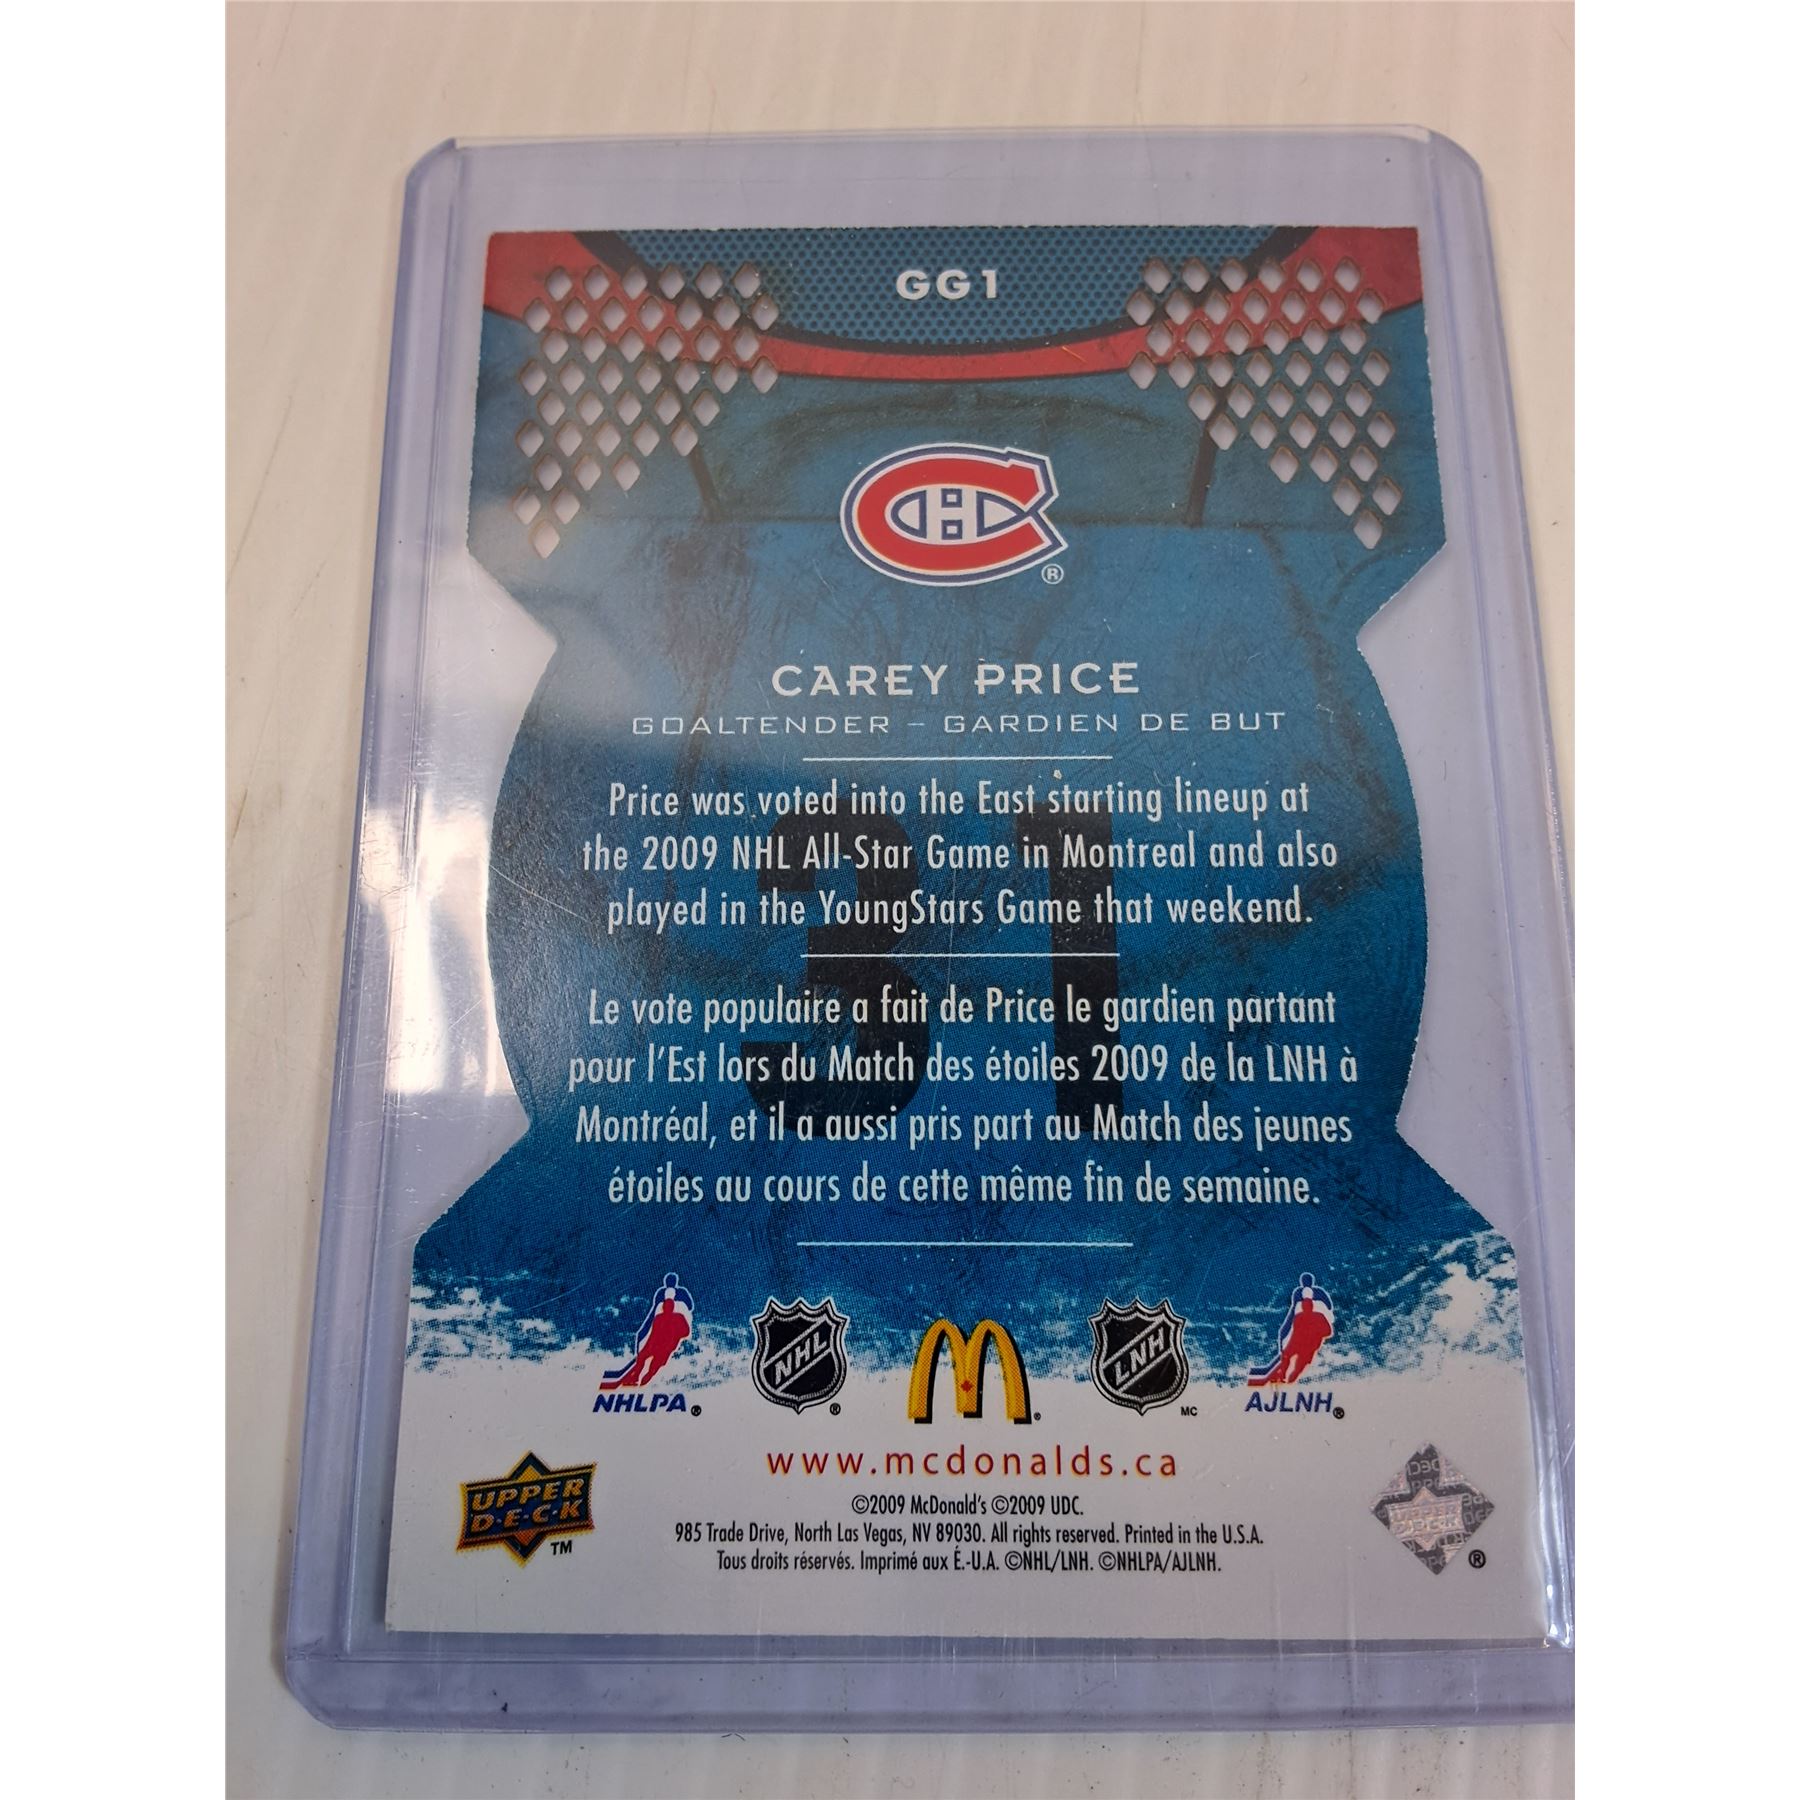 GG1
®
CAREY PRICE
GOALTENDER – GARDIEN DE BUT
31
Price was voted into the East starting lineup at
the 2009 NHL All-Star Game in Montreal and also
played in the YoungStars Game that weekend.
Le vote populaire a fait de Price le gardien partant
pour l'Est lors du Match des étoiles 2009 de la LNH à
Montréal, et il a aussi pris part au Match des jeunes
étoiles au cours de cette même fin de semaine.
NHLPA® NHL® M® LNH MC AJLNH®
www.mcdonalds.ca
UPPER DECK™
©2009 McDonald's ©2009 UDC.
985 Trade Drive, North Las Vegas, NV 89030. All rights reserved. Printed in the U.S.A.
Tous droits réservés. Imprimé aux É.-U.A. ©NHL/LNH. ©NHLPA/AJLNH.
UPPER DECK ®